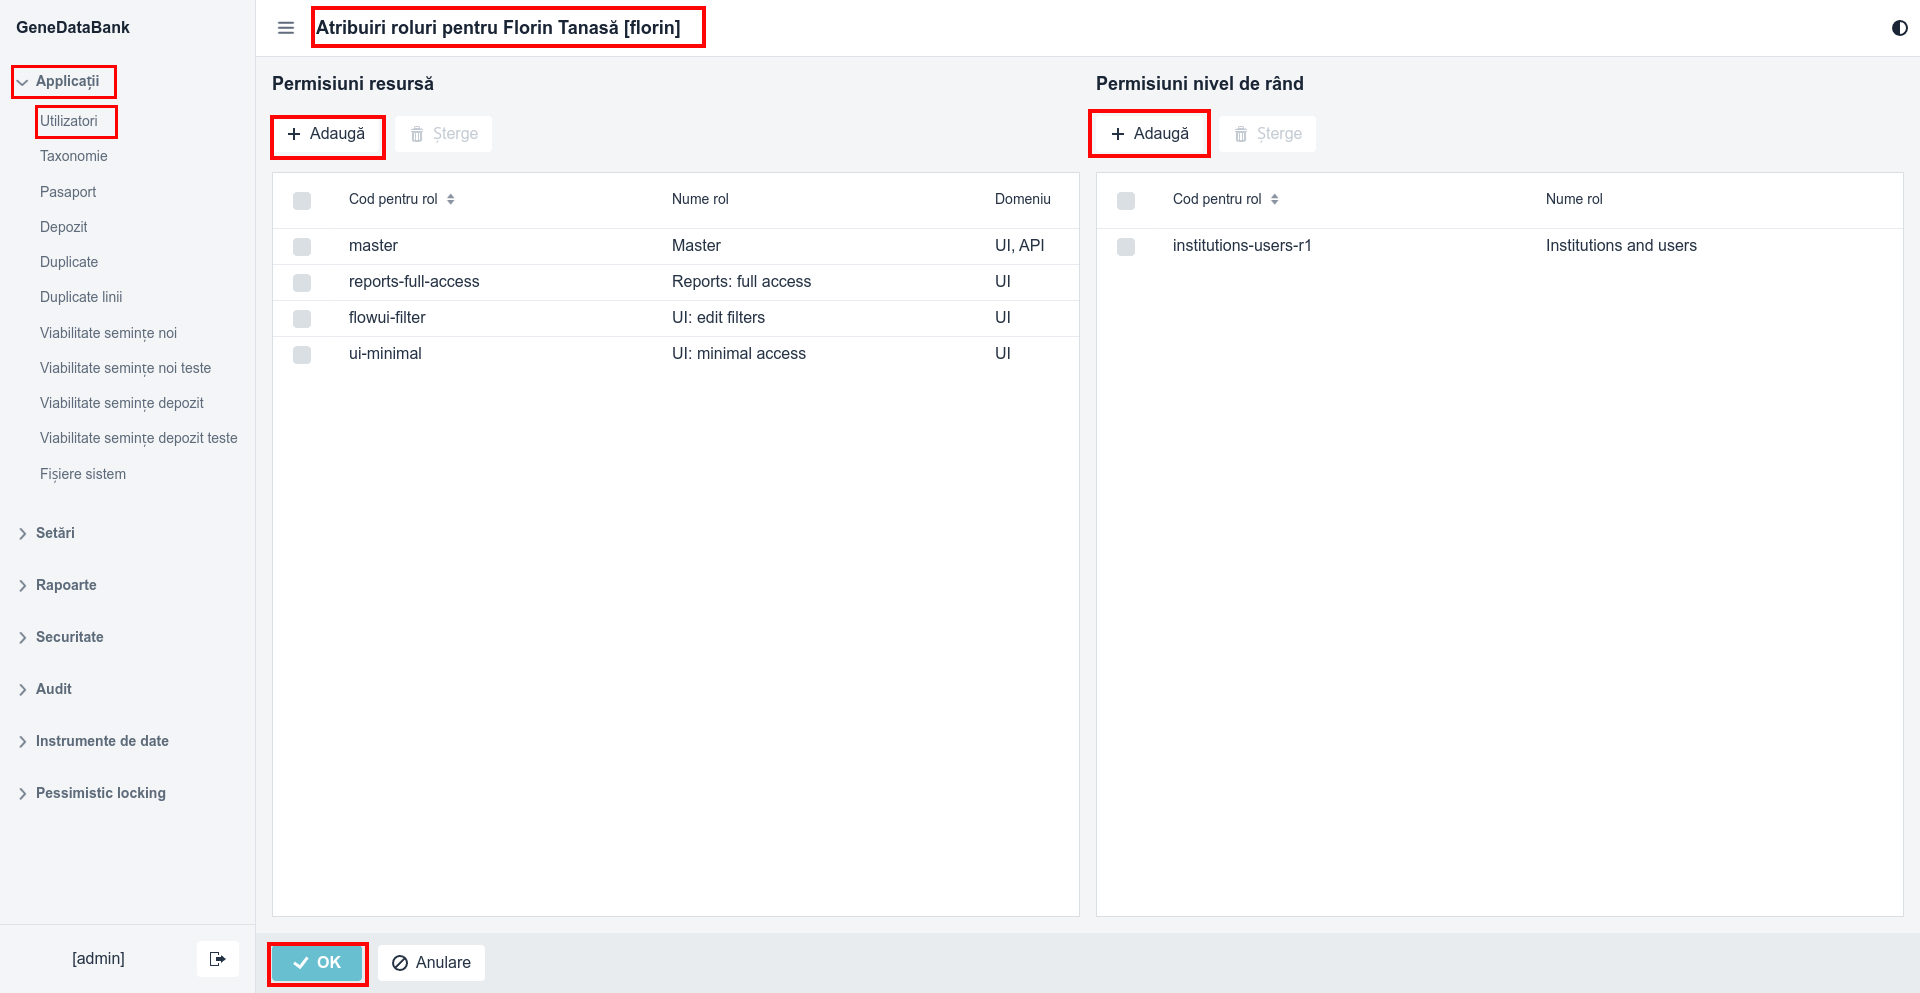 GeneDataBank
Applicații
Utilizatori
Taxonomie
Pasaport
Depozit
Duplicate
Duplicate linii
Viabilitate semințe noi
Viabilitate semințe noi teste
Viabilitate semințe depozit
Viabilitate semințe depozit teste
Fișiere sistem
Setări
Rapoarte
Securitate
Audit
Instrumente de date
Pessimistic locking
[admin]
Atribuiri roluri pentru Florin Tanasă [florin]
Permisiuni resursă
Adaugă Șterge
Cod pentru rol Nume rol Domeniu
master Master UI, API
reports-full-access Reports: full access UI
flowui-filter UI: edit filters UI
ui-minimal UI: minimal access UI
Permisiuni nivel de rând
Adaugă Șterge
Cod pentru rol Nume rol
institutions-users-r1 Institutions and users
OK Anulare